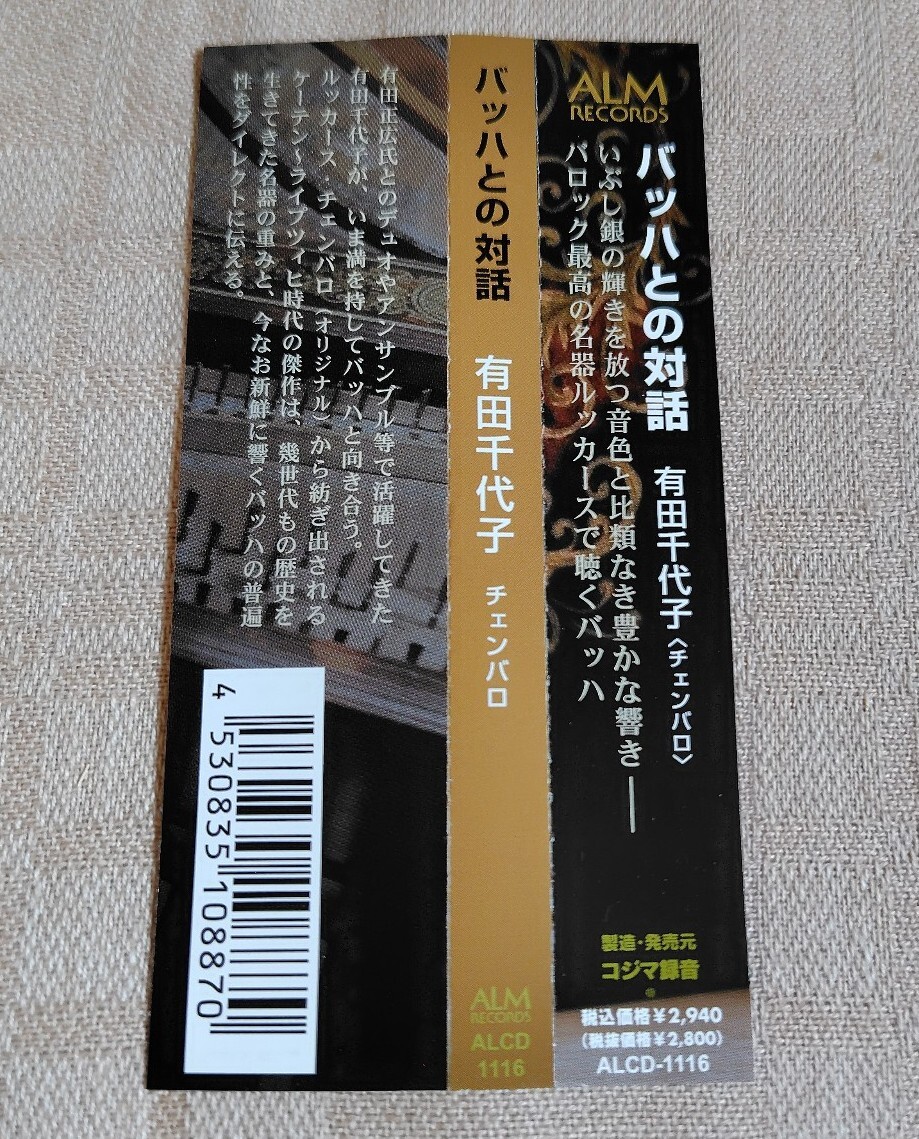 ALM
RECORDS
バッハとの対話 有田千代子〈チェンバロ〉
いぶし銀の輝きを放つ音色と比類なき豊かな響き――
バロック最高の名器ルッカースで聴くバッハ
製造・発売元
コジマ録音
税込価格¥2,940
(税抜価格¥2,800)
ALCD-1116
バッハとの対話 有田千代子 チェンバロ
ALM
RECORDS
ALCD
1116
有田正広氏とのデュオやアンサンブル等で活躍してきた
有田千代子が、いま満を持してバッハと向き合う。
ルッカース・チェンバロ（オリジナル）から紡ぎ出される
ケーテン〜ライプツィヒ時代の傑作は、幾世代もの歴史を
生きてきた名器の重みと、今なお新鮮に響くバッハの普遍
性をダイレクトに伝える。
4 530835 108870